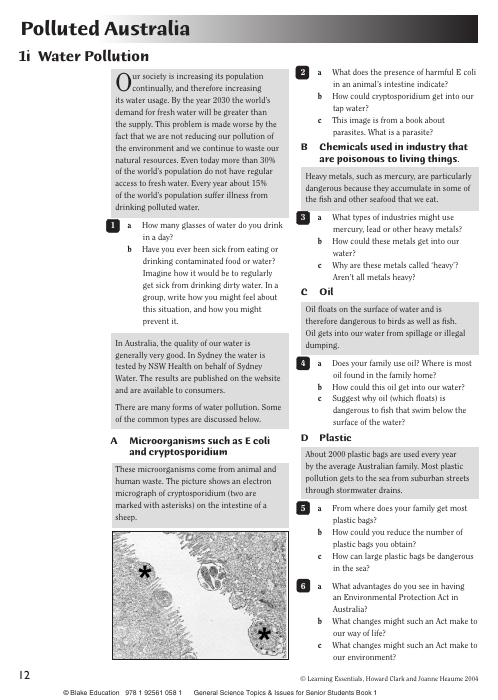 Polluted Australia
1i Water Pollution
Our society is increasing its population
continually, and therefore increasing
its water usage. By the year 2030 the world's
demand for fresh water will be greater than
the supply. This problem is made worse by the
fact that we are not reducing our pollution of
the environment and we continue to waste our
natural resources. Even today more than 30%
of the world's population do not have regular
access to fresh water. Every year about 15%
of the world's population suffer illness from
drinking polluted water.
1 a How many glasses of water do you drink
in a day?
b Have you ever been sick from eating or
drinking contaminated food or water?
Imagine how it would be to regularly
get sick from drinking dirty water. In a
group, write how you might feel about
this situation, and how you might
prevent it.
In Australia, the quality of our water is
generally very good. In Sydney the water is
tested by NSW Health on behalf of Sydney
Water. The results are published on the website
and are available to consumers.
There are many forms of water pollution. Some
of the common types are described below.
A Microorganisms such as E coli
and cryptosporidium
These microorganisms come from animal and
human waste. The picture shows an electron
micrograph of cryptosporidium (two are
marked with asterisks) on the intestine of a
sheep.
* *
2 a What does the presence of harmful E coli
in an animal's intestine indicate?
b How could cryptosporidium get into our
tap water?
c This image is from a book about
parasites. What is a parasite?
B Chemicals used in industry that
are poisonous to living things.
Heavy metals, such as mercury, are particularly
dangerous because they accumulate in some of
the fish and other seafood that we eat.
3 a What types of industries might use
mercury, lead or other heavy metals?
b How could these metals get into our
water?
c Why are these metals called 'heavy'?
Aren't all metals heavy?
C Oil
Oil floats on the surface of water and is
therefore dangerous to birds as well as fish.
Oil gets into our water from spillage or illegal
dumping.
4 a Does your family use oil? Where is most
oil found in the family home?
b How could this oil get into our water?
c Suggest why oil (which floats) is
dangerous to fish that swim below the
surface of the water?
D Plastic
About 2000 plastic bags are used every year
by the average Australian family. Most plastic
pollution gets to the sea from suburban streets
through stormwater drains.
5 a From where does your family get most
plastic bags?
b How could you reduce the number of
plastic bags you obtain?
c How can large plastic bags be dangerous
in the sea?
6 a What advantages do you see in having
an Environmental Protection Act in
Australia?
b What changes might such an Act make to
our way of life?
c What changes might such an Act make to
our environment?
12
© Learning Essentials, Howard Clark and Joanne Heaume 2004
© Blake Education 978 1 92561 058 1 General Science Topics & Issues for Senior Students Book 1